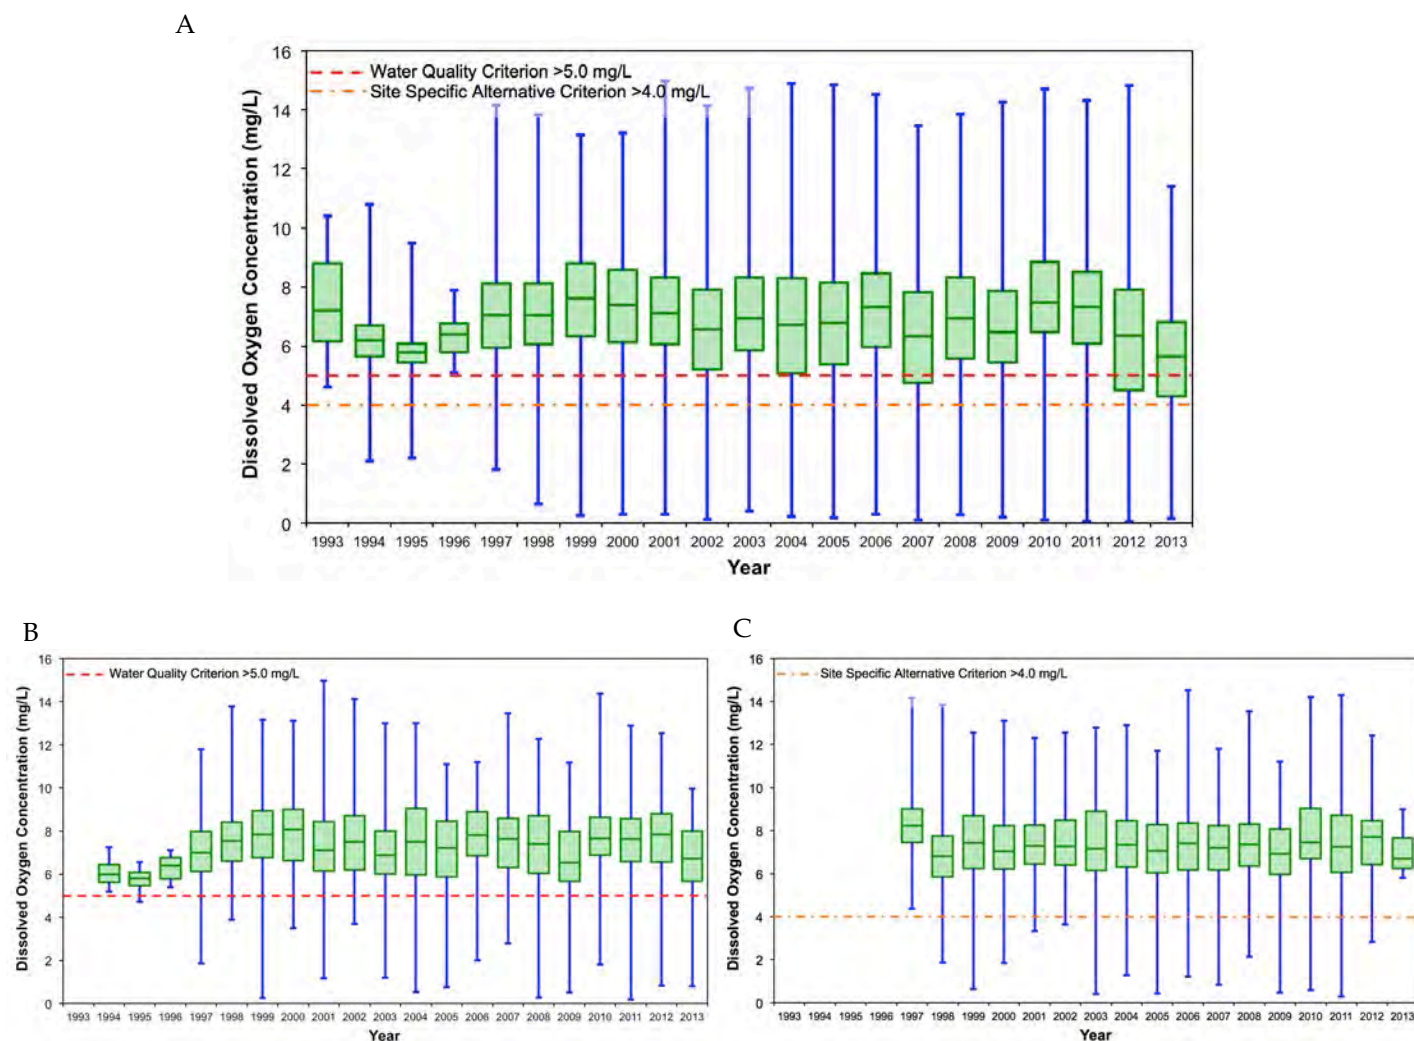 A
16
14
12
10
8
6
4
2
0
Dissolved Oxygen Concentration (mg/L)
Water Quality Criterion >5.0 mg/L
Site Specific Alternative Criterion >4.0 mg/L
1993 1994 1995 1996 1997 1998 1999 2000 2001 2002 2003 2004 2005 2006 2007 2008 2009 2010 2011 2012 2013
Year
B
16
14
12
10
8
6
4
2
0
Dissolved Oxygen Concentration (mg/L)
Water Quality Criterion >5.0 mg/L
1993 1994 1995 1996 1997 1998 1999 2000 2001 2002 2003 2004 2005 2006 2007 2008 2009 2010 2011 2012 2013
Year
C
16
14
12
10
8
6
4
2
0
Dissolved Oxygen Concentration (mg/L)
Site Specific Alternative Criterion >4.0 mg/L
1993 1994 1995 1996 1997 1998 1999 2000 2001 2002 2003 2004 2005 2006 2007 2008 2009 2010 2011 2012 2013
Year